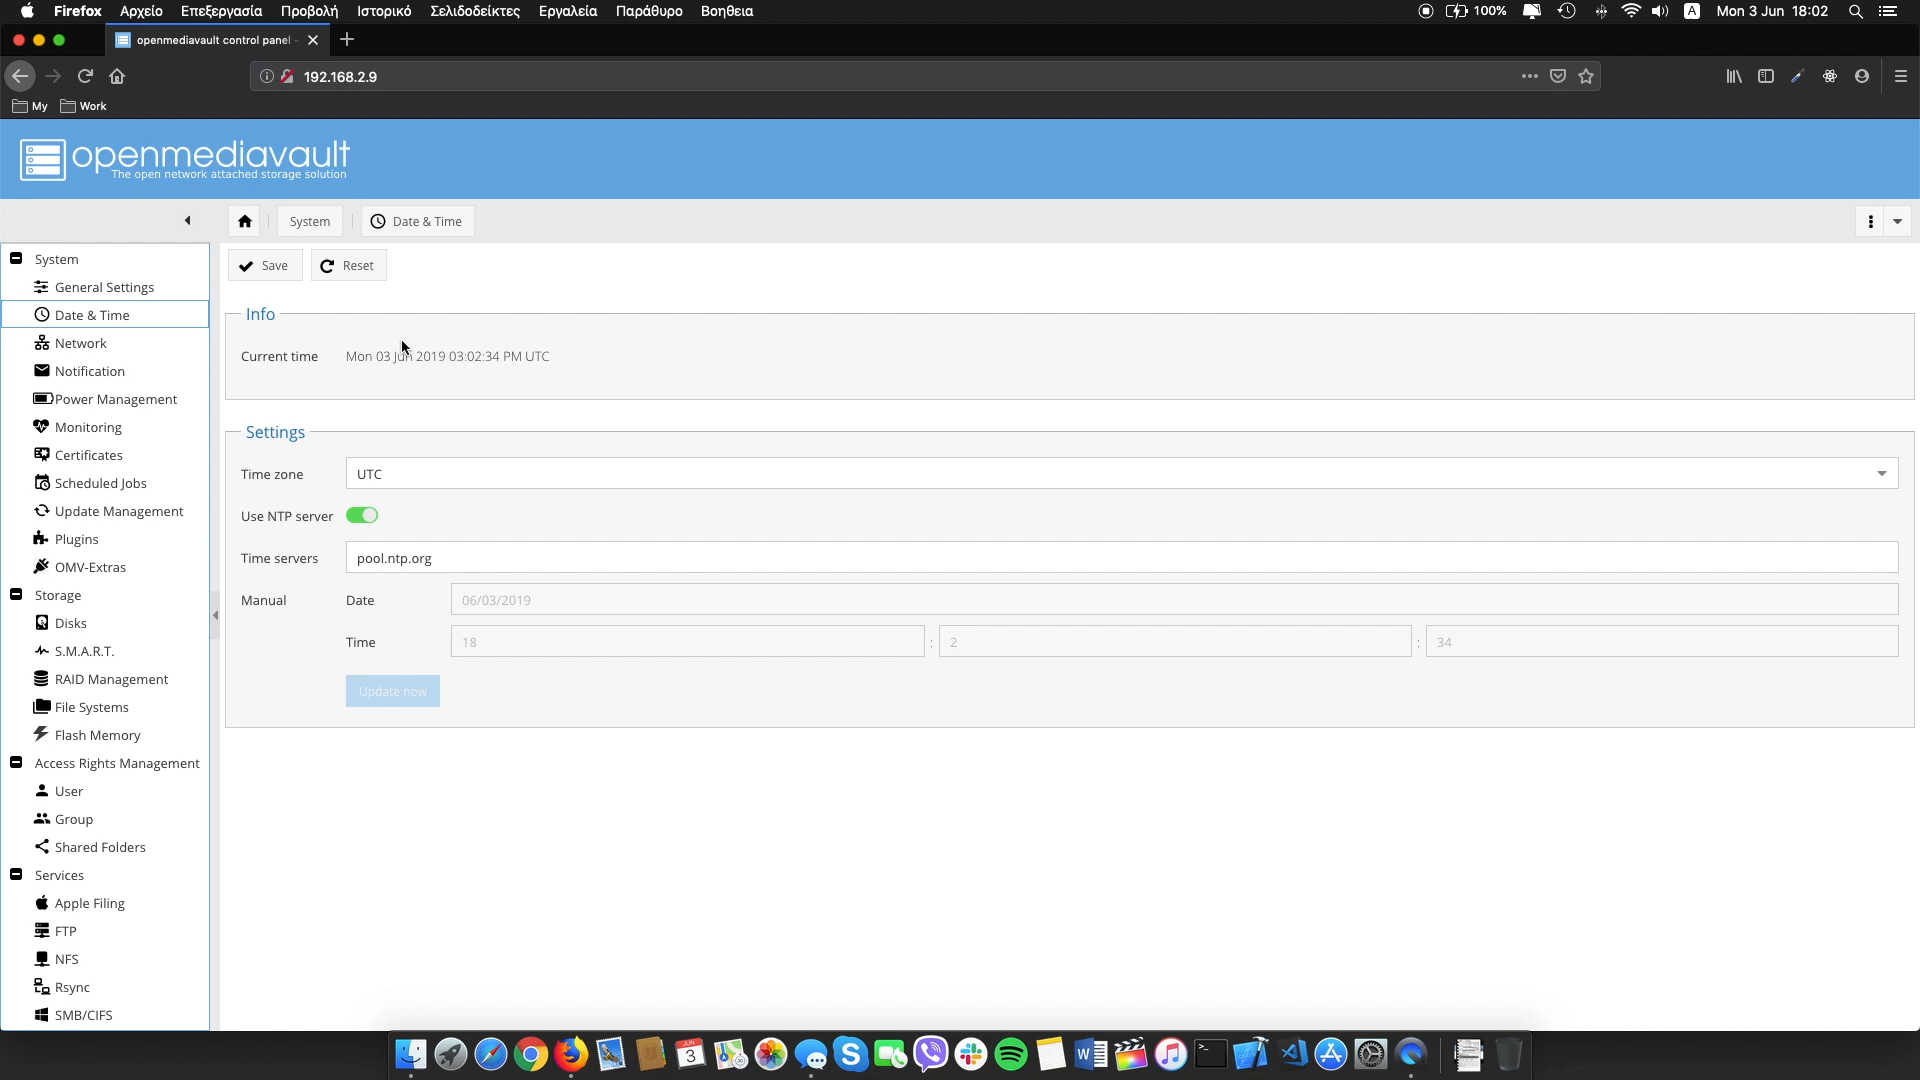 Firefox Αρχείο Επεξεργασία Προβολή Ιστορικό Σελιδοδείκτες Εργαλεία Παράθυρο Βοηθεια 100% A Mon 3 Jun 18:02
openmediavault control panel -
192.168.2.9
My Work
openmediavault
The open network attached storage solution
System Date & Time
Save Reset
System
General Settings
Date & Time
Network
Notification
Power Management
Monitoring
Certificates
Scheduled Jobs
Update Management
Plugins
OMV-Extras
Storage
Disks
S.M.A.R.T.
RAID Management
File Systems
Flash Memory
Access Rights Management
User
Group
Shared Folders
Services
Apple Filing
FTP
NFS
Rsync
SMB/CIFS
Info
Current time Mon 03 Jun 2019 03:02:34 PM UTC
Settings
Time zone UTC
Use NTP server
Time servers pool.ntp.org
Manual Date 06/03/2019
Time 18 : 2 : 34
Update now
JUN
3